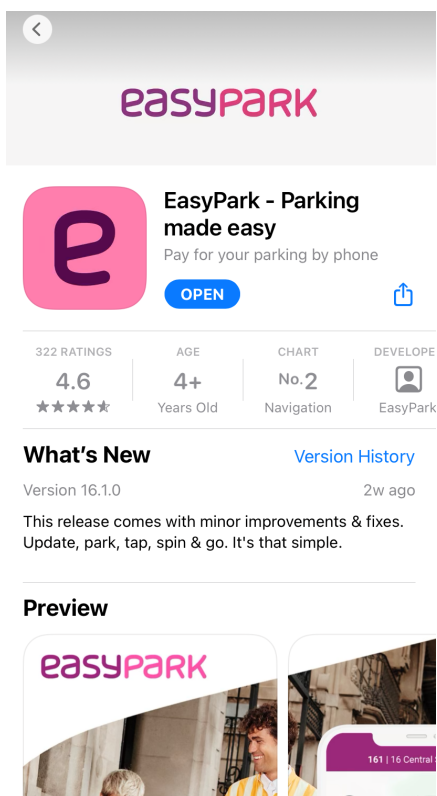 easypark
EasyPark - Parking
made easy
Pay for your parking by phone
OPEN
322 RATINGS
4.6
AGE
4+
Years Old
CHART
No.2
Navigation
DEVELOPE
EasyPark
What's New
Version History
Version 16.1.0
2w ago
This release comes with minor improvements & fixes.
Update, park, tap, spin & go. It's that simple.
Preview
easypark
161 | 16 Central